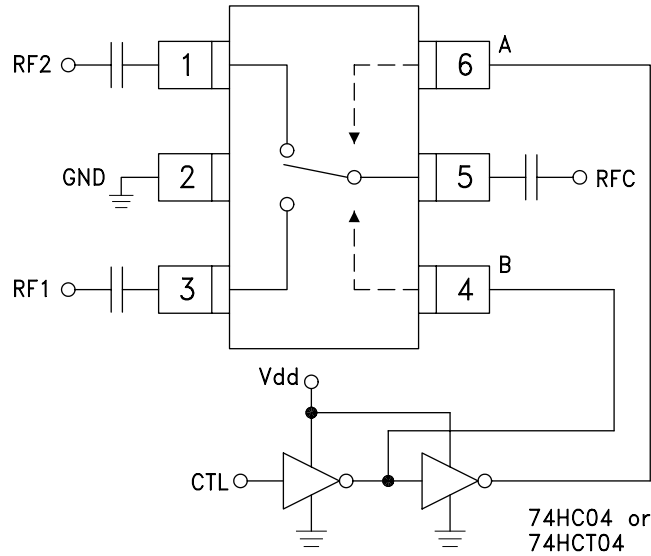 A
RF2 1 6
GND 2 5 RFC
B
RF1 3 4
Vdd
CTL
74HC04 or
74HCT04